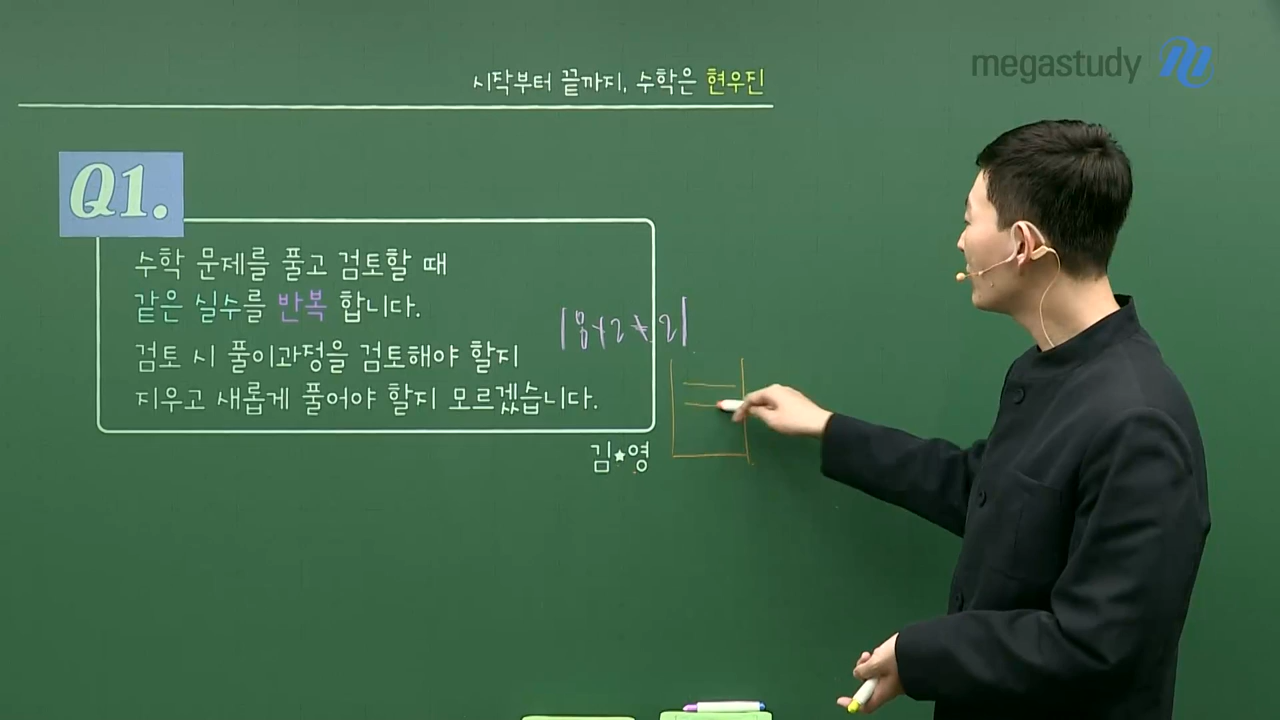 megastudy
시작부터 끝까지, 수학은 현우진
Q1.
수학 문제를 풀고 검토할 때
같은 실수를 반복 합니다.
검토 시 풀이과정을 검토해야 할지
지우고 새롭게 풀어야 할지 모르겠습니다.
김★영